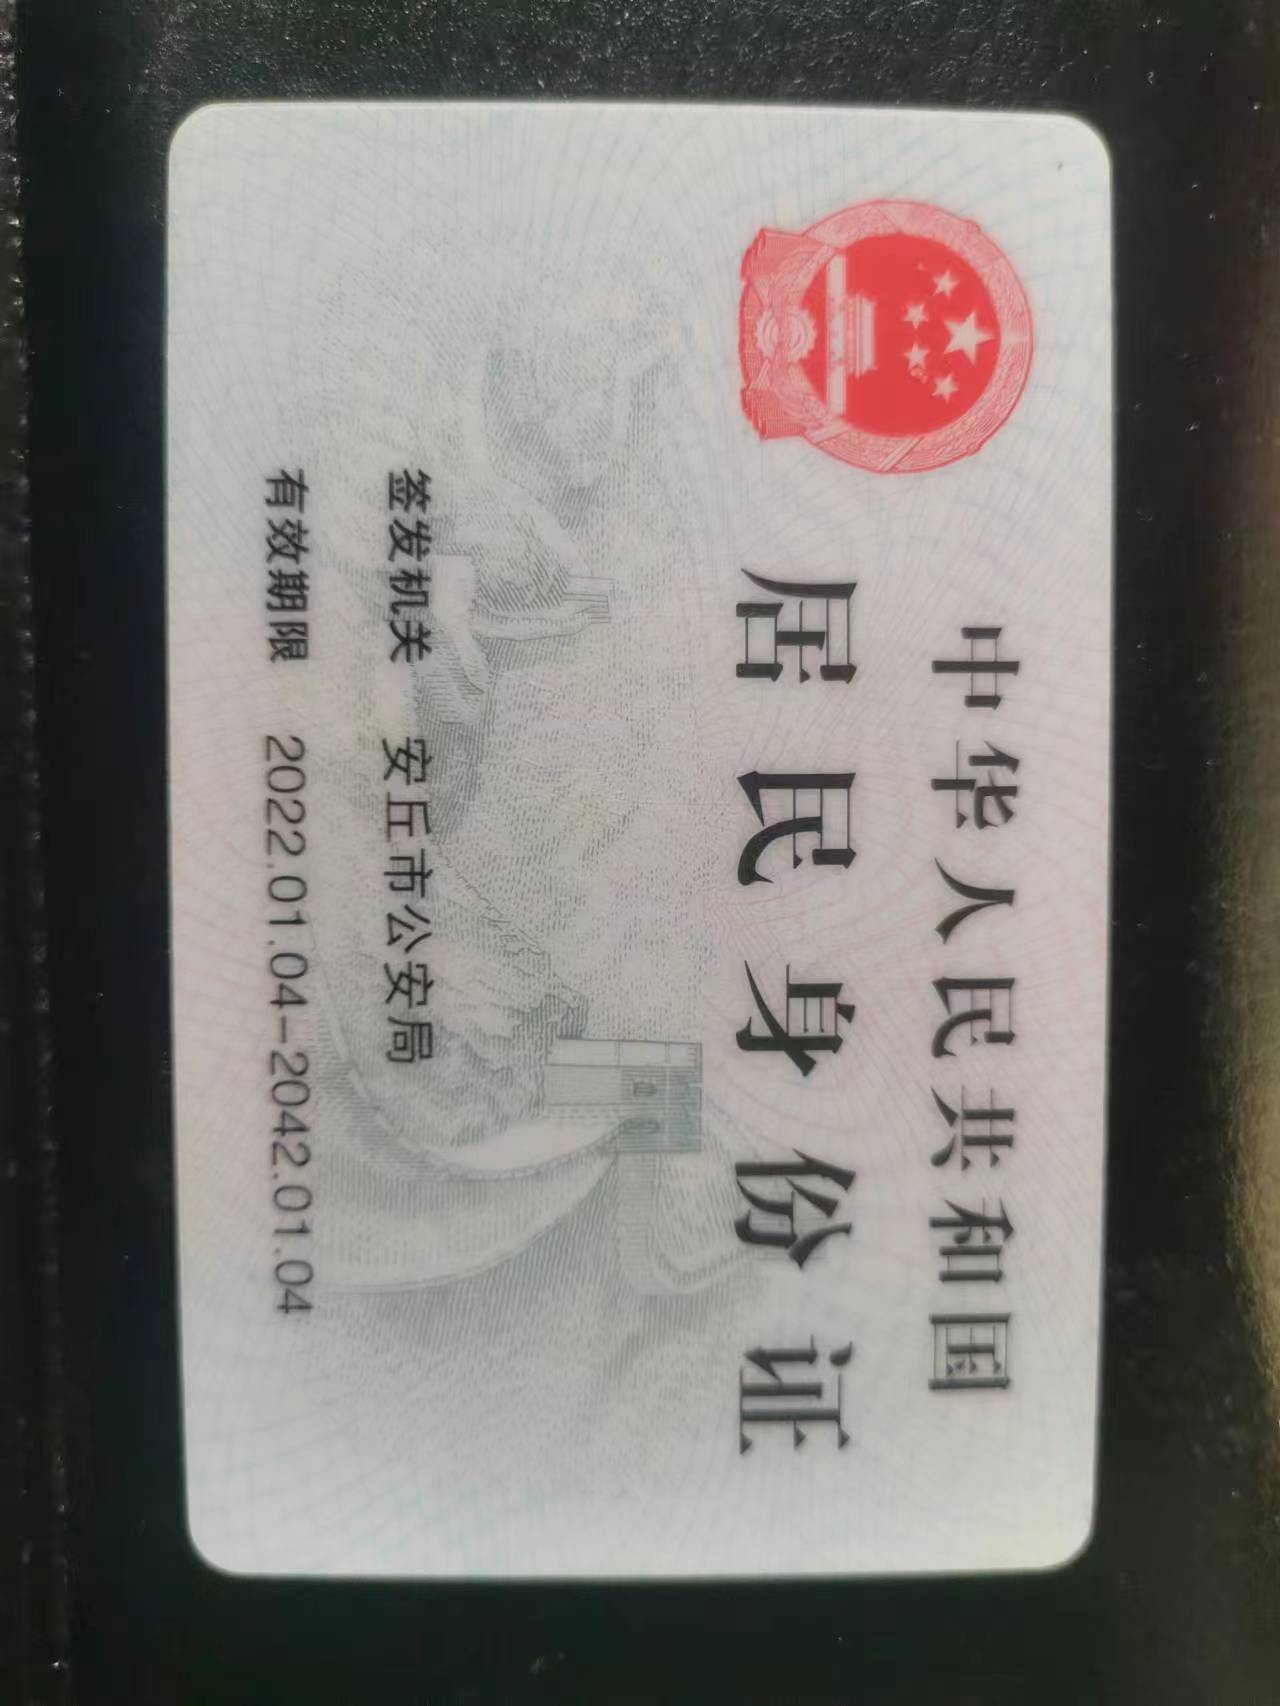 中华人民共和国
居民身份证
签发机关 安丘市公安局
有效期限 2022.01.04-2042.01.04